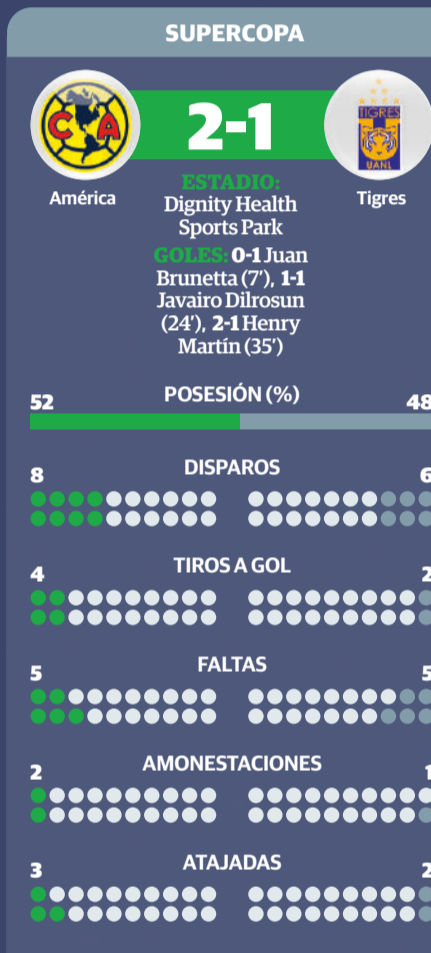 SUPERCOPA
C A
2-1
TIGRES
UANL
América
Tigres
ESTADIO:
Dignity Health
Sports Park
GOLES: 0-1 Juan
Brunetta (7’), 1-1
Javairo Dilrosun
(24’), 2-1 Henry
Martín (35’)
52 POSESIÓN (%) 48
8 DISPAROS 6
4 TIROS A GOL 2
5 FALTAS 5
2 AMONESTACIONES 1
3 ATAJADAS 2